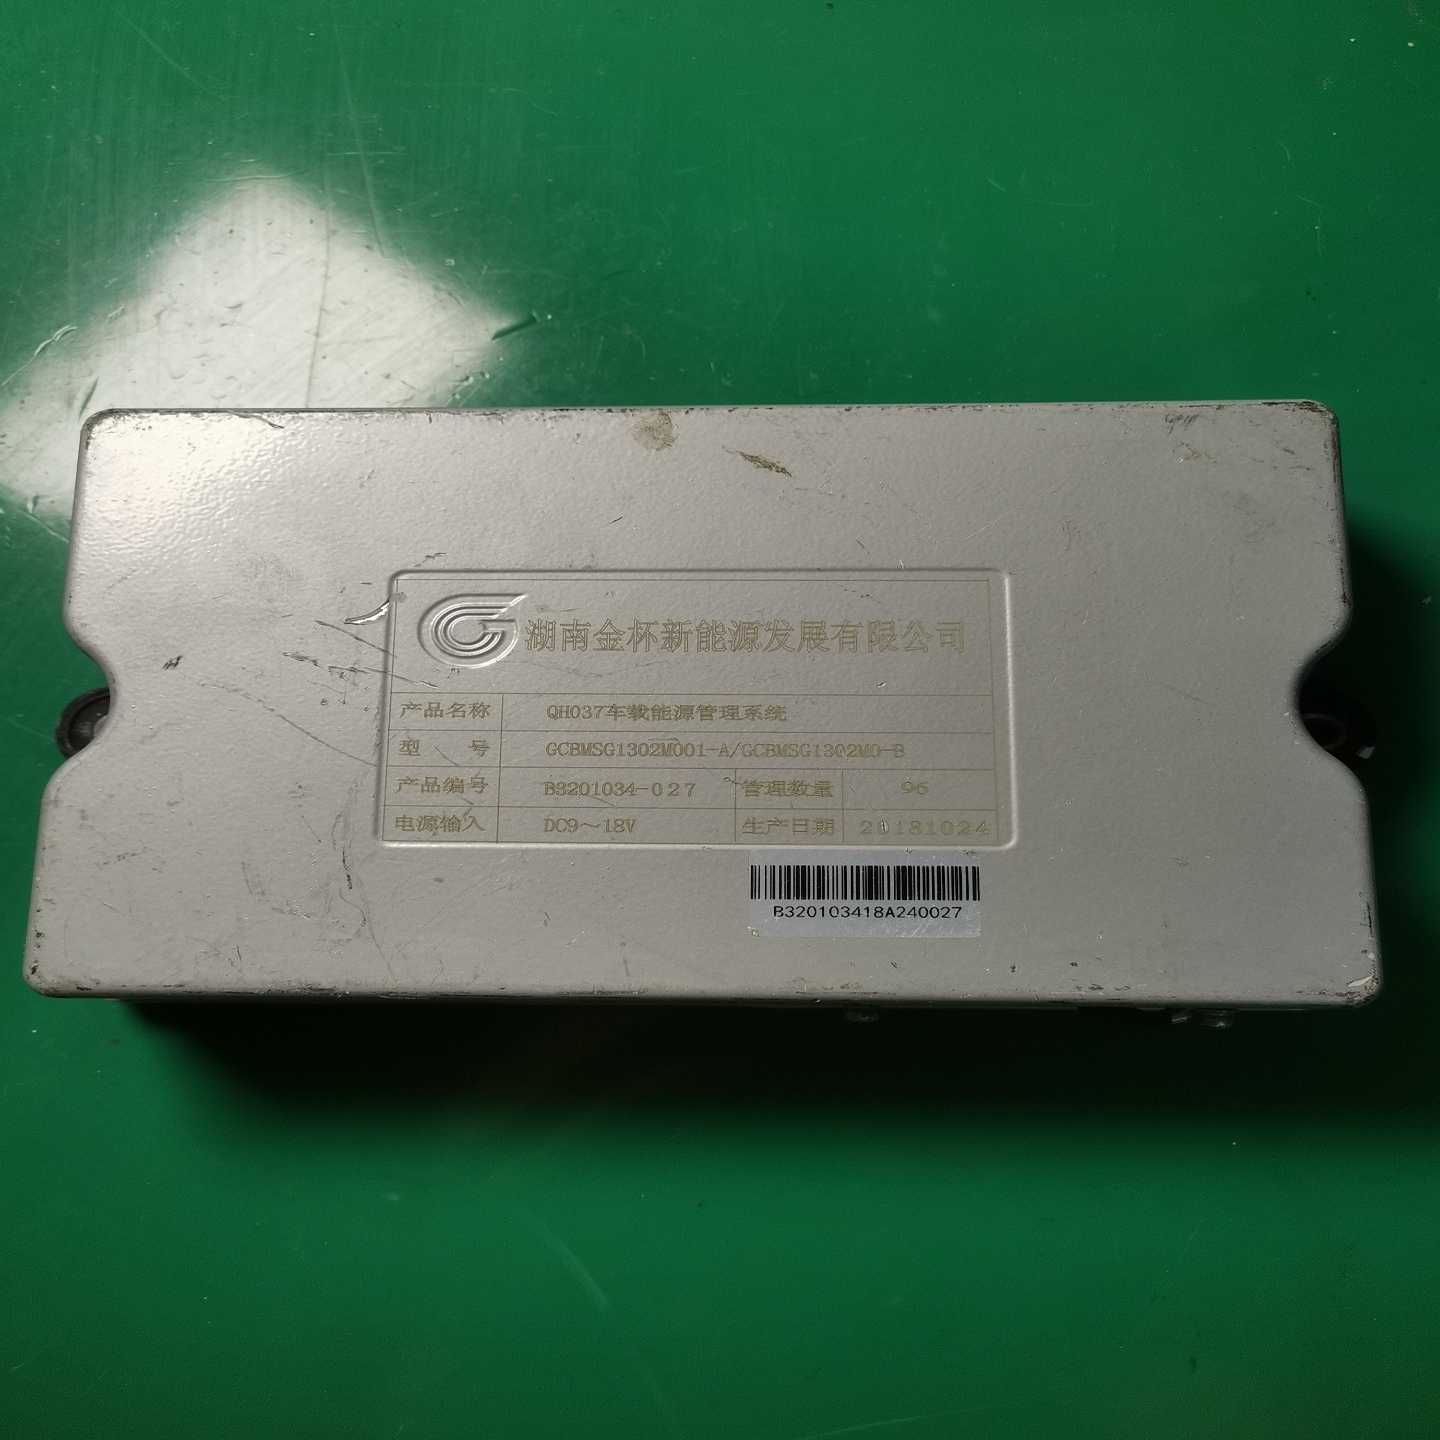 湖南金杯新能源发展有限公司
产品名称 QH037车载能源管理系统
型 号 GCBMSG1302M001-A/GCBMSG1302M0-B
产品编号 B3201034-027 管理数量 96
电源输入 DC9～18V 生产日期 20181024
B320103418A240027